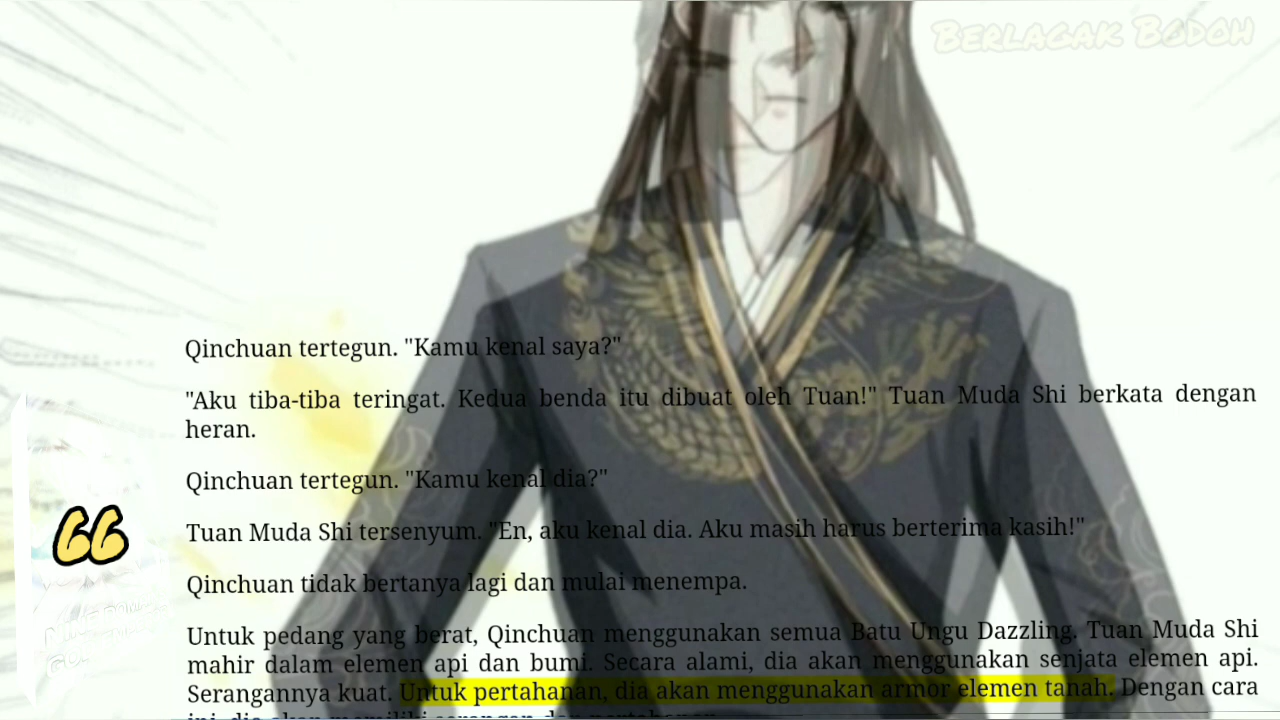 BERLAGAK BODOH
Qinchuan tertegun. "Kamu kenal saya?"
"Aku tiba-tiba teringat. Kedua benda itu dibuat oleh Tuan!" Tuan Muda Shi berkata dengan
heran.
Qinchuan tertegun. "Kamu kenal dia?"
Tuan Muda Shi tersenyum. "En, aku kenal dia. Aku masih harus berterima kasih!"
66
Qinchuan tidak bertanya lagi dan mulai menempa.
Untuk pedang yang berat, Qinchuan menggunakan semua Batu Ungu Dazzling. Tuan Muda Shi
mahir dalam elemen api dan bumi. Secara alami, dia akan menggunakan senjata elemen api.
Serangannya kuat. Untuk pertahanan, dia akan menggunakan armor elemen tanah. Dengan cara